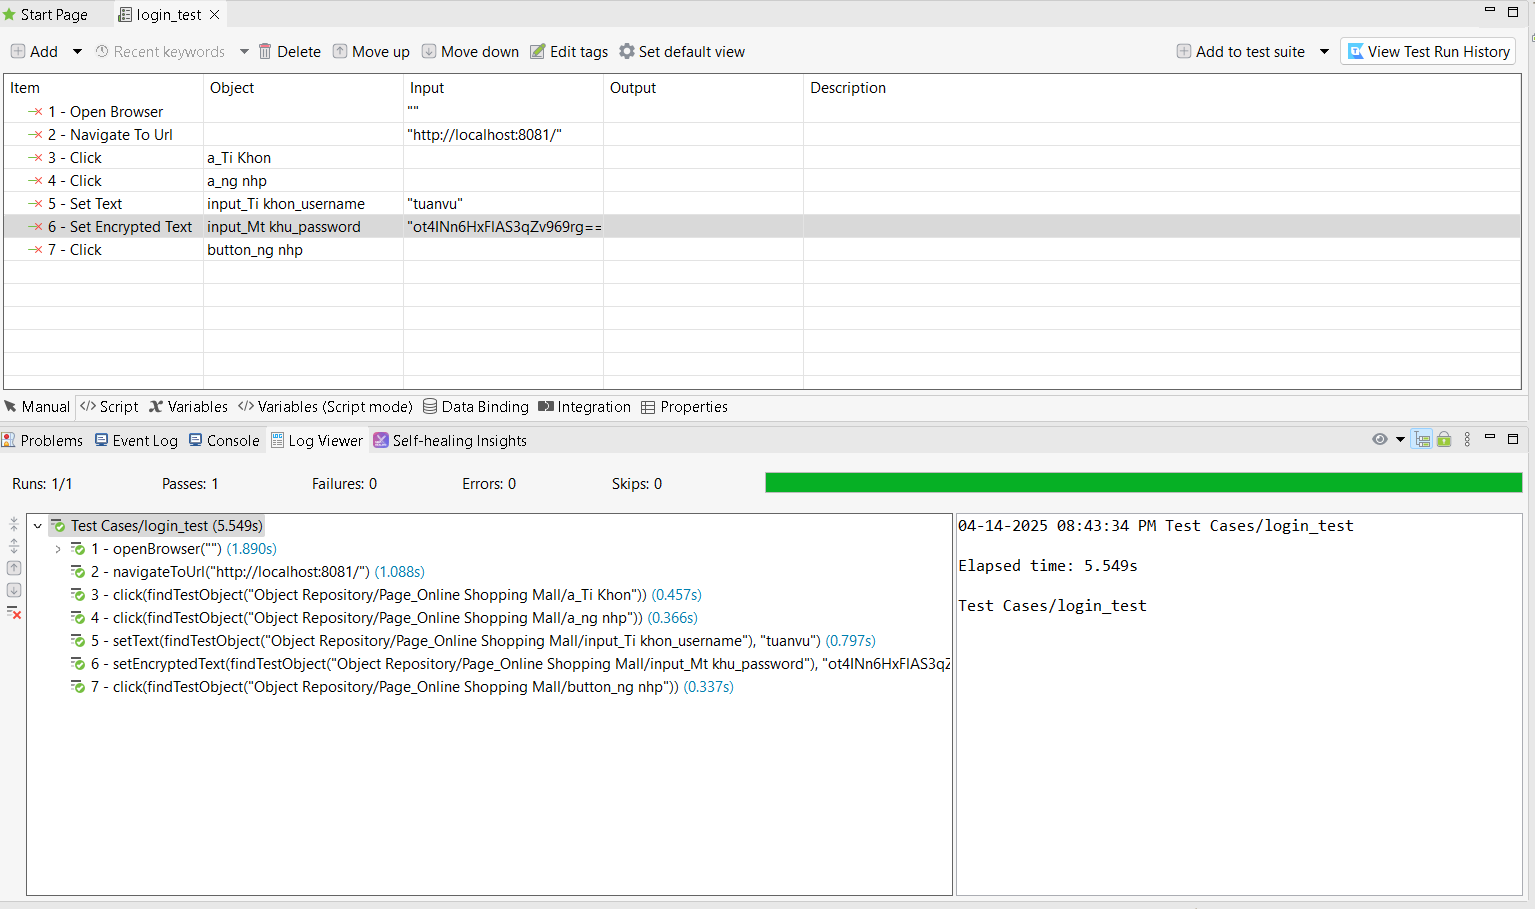 Start Page login_test
Add Recent keywords Delete Move up Move down Edit tags Set default view Add to test suite View Test Run History
Item Object Input Output Description
1 - Open Browser ""
2 - Navigate To Url "http://localhost:8081/"
3 - Click a_Ti Khon
4 - Click a_ng nhp
5 - Set Text input_Ti khon_username "tuanvu"
6 - Set Encrypted Text input_Mt khu_password "ot4INn6HxFlAS3qZv969rg==
7 - Click button_ng nhp
Manual Script Variables Variables (Script mode) Data Binding Integration Properties
Problems Event Log Console Log Viewer Self-healing Insights
Runs: 1/1 Passes: 1 Failures: 0 Errors: 0 Skips: 0
Test Cases/login_test (5.549s)
1 - openBrowser("") (1.890s)
2 - navigateToUrl("http://localhost:8081/") (1.088s)
3 - click(findTestObject("Object Repository/Page_Online Shopping Mall/a_Ti Khon")) (0.457s)
4 - click(findTestObject("Object Repository/Page_Online Shopping Mall/a_ng nhp")) (0.366s)
5 - setText(findTestObject("Object Repository/Page_Online Shopping Mall/input_Ti khon_username"), "tuanvu") (0.797s)
6 - setEncryptedText(findTestObject("Object Repository/Page_Online Shopping Mall/input_Mt khu_password"), "ot4INn6HxFlAS3qZ
7 - click(findTestObject("Object Repository/Page_Online Shopping Mall/button_ng nhp")) (0.337s)
04-14-2025 08:43:34 PM Test Cases/login_test
Elapsed time: 5.549s
Test Cases/login_test